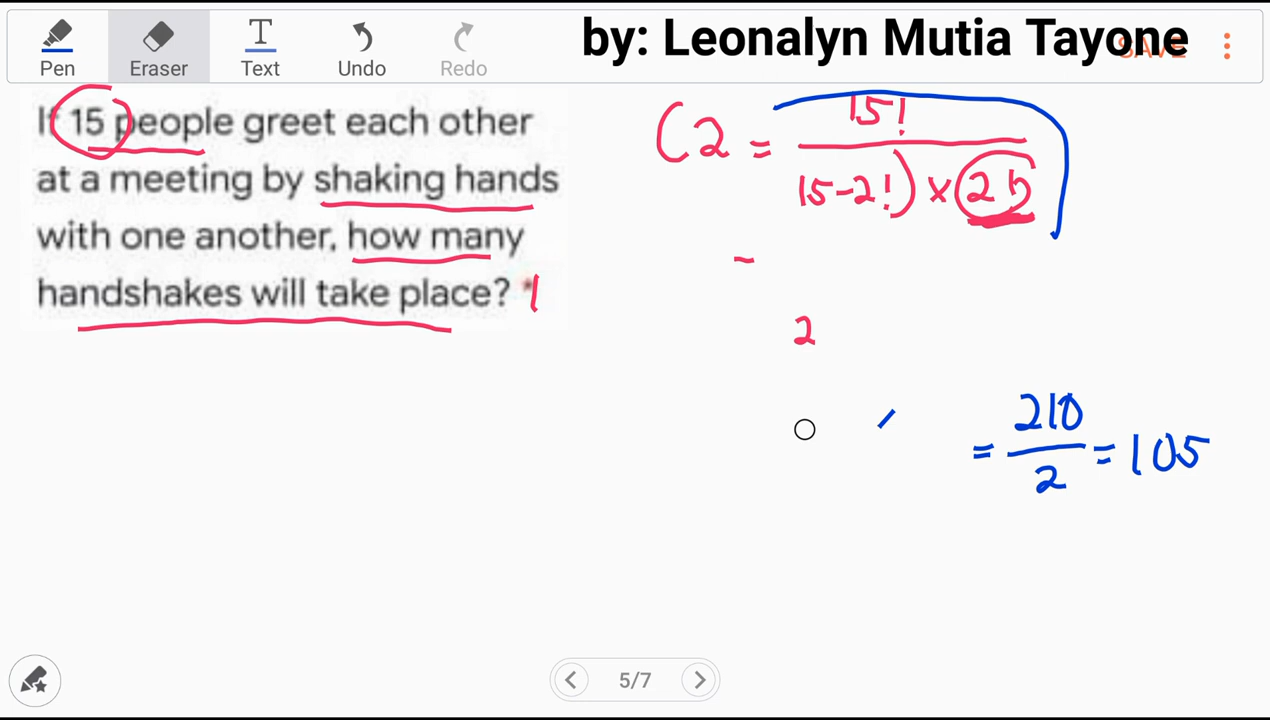 Pen
Eraser
Text
Undo
Redo
by: Leonalyn Mutia Tayone
If 15 people greet each other
at a meeting by shaking hands
with one another, how many
handshakes will take place? *
C2 = 15!
15-2!) x
-
2
= 210
2
= 105
5/7